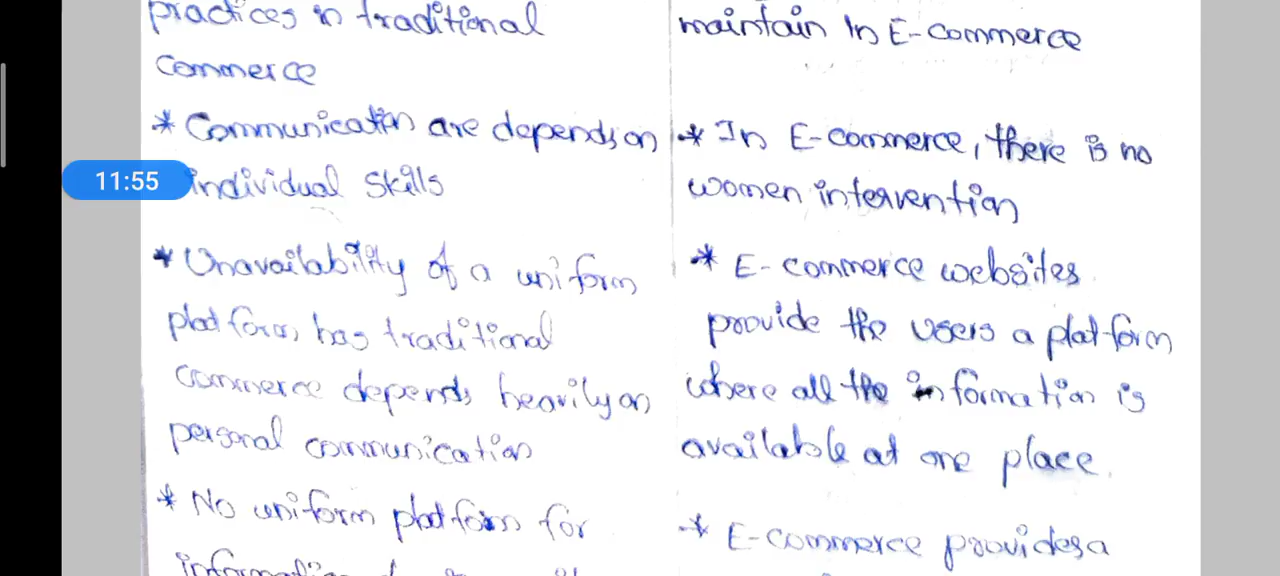 practices in traditional
commerce
* Communication are depends on
individual skills
* Unavailability of a uniform
platform has traditional
commerce depends heavily on
personal communication
* No uniform platform for
information
maintain in E-commerce
* In E-commerce, there is no
women intervention
* E-commerce websites
provide the users a platform
where all the information is
available at one place.
* E-commerce provides a
11:55